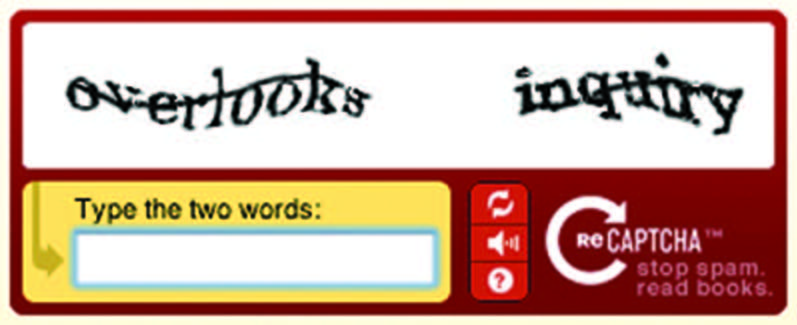 overlooks inquiry
Type the two words:
ReCAPTCHA™
stop spam.
read books.